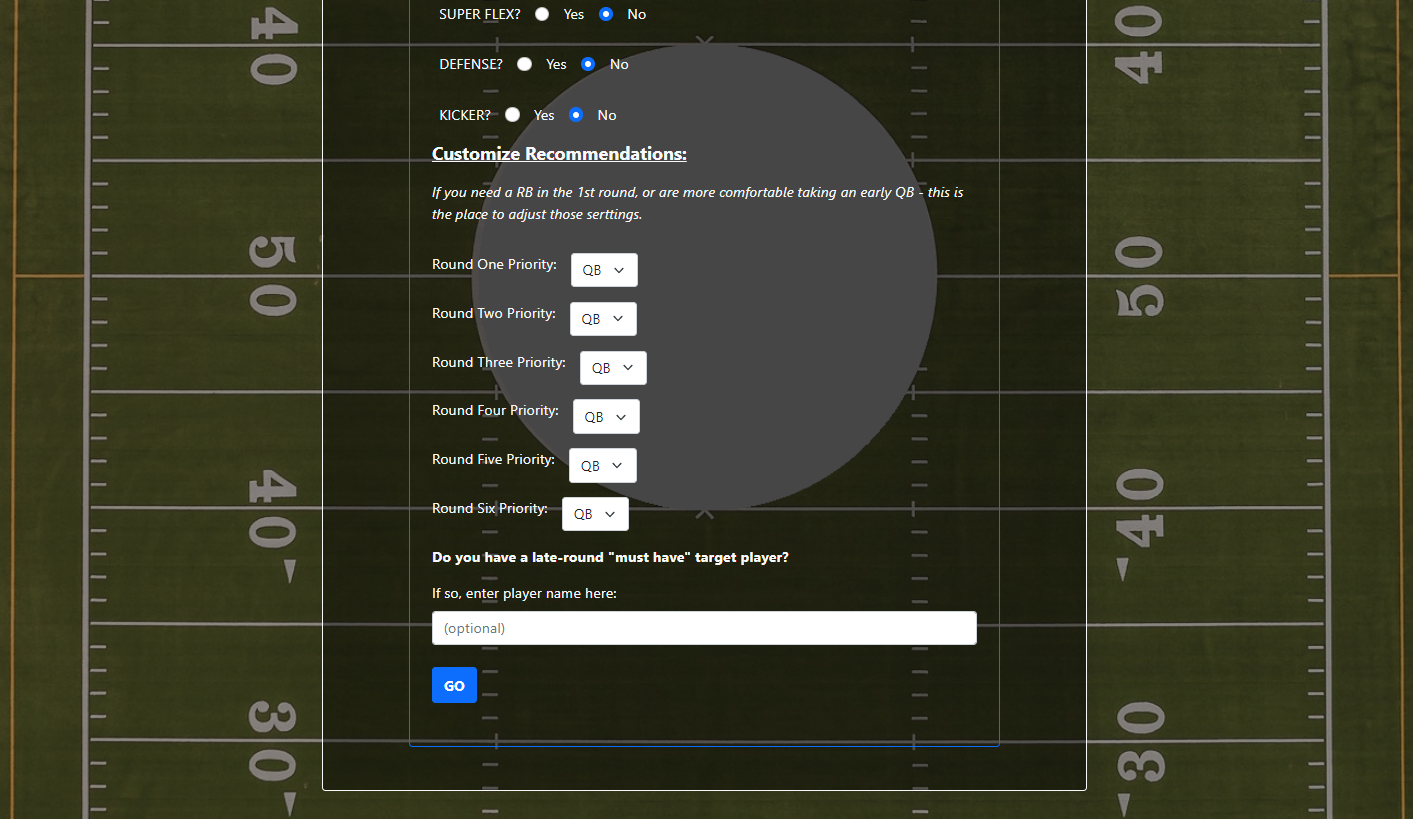 SUPER FLEX? Yes No
DEFENSE? Yes No
KICKER? Yes No
Customize Recommendations:
If you need a RB in the 1st round, or are more comfortable taking an early QB - this is
the place to adjust those serttings.
Round One Priority: QB
Round Two Priority: QB
Round Three Priority: QB
Round Four Priority: QB
Round Five Priority: QB
Round Six Priority: QB
Do you have a late-round "must have" target player?
If so, enter player name here:
(optional)
GO
40
50
40
30
40
50
40
30